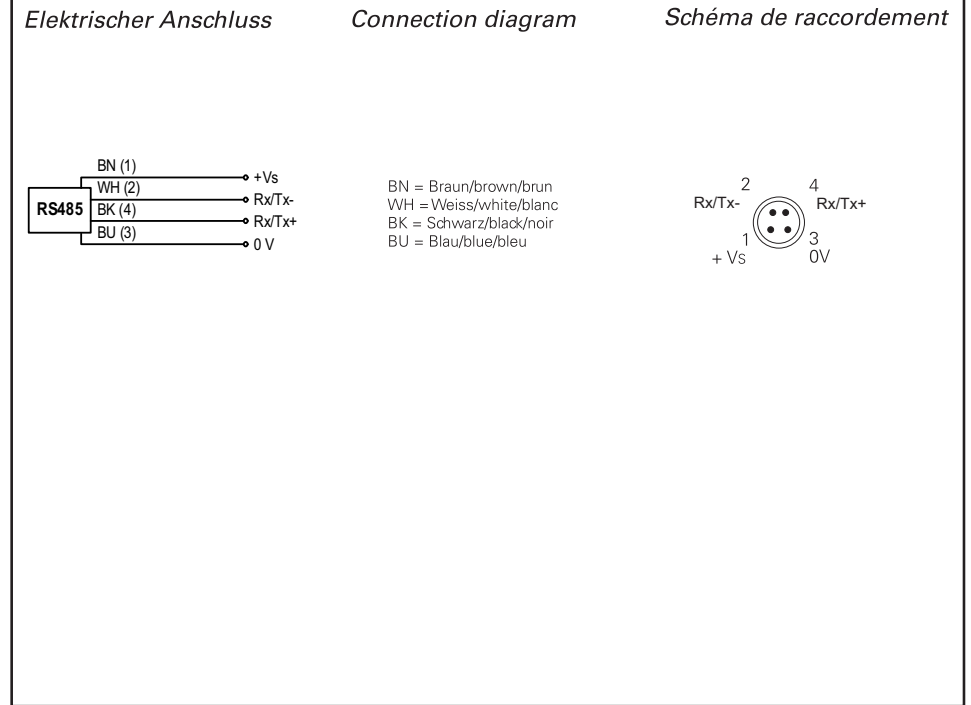 Elektrischer Anschluss
Connection diagram
Schéma de raccordement
BN (1)
+Vs
WH (2)
Rx/Tx-
RS485
BK (4)
Rx/Tx+
BU (3)
0 V
BN = Braun/brown/brun
WH = Weiss/white/blanc
BK = Schwarz/black/noir
BU = Blau/blue/bleu
2
4
Rx/Tx-
Rx/Tx+
1
3
+ Vs
0V